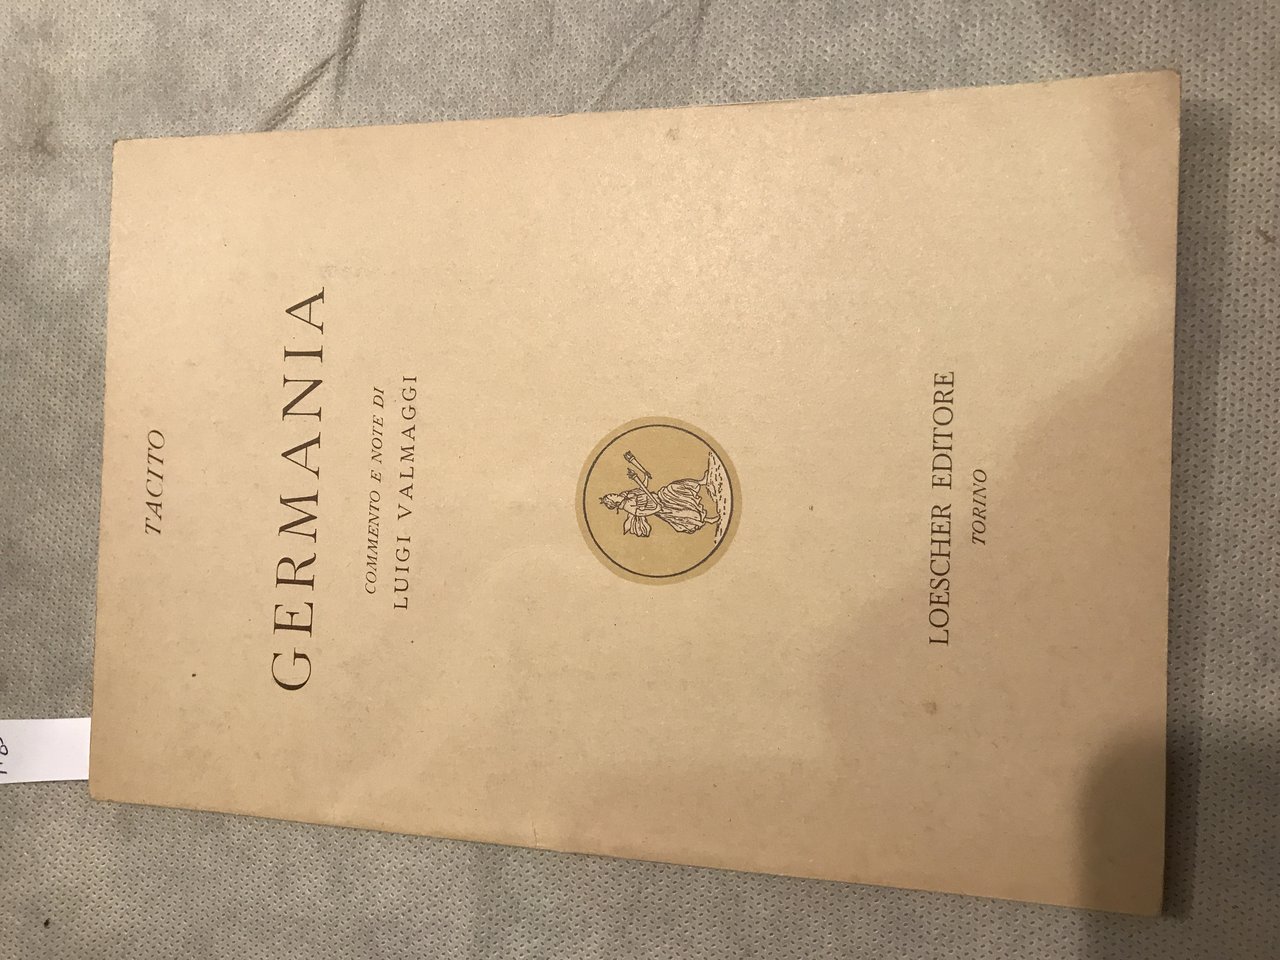 TACITO
GERMANIA
COMMENTO E NOTE DI
LUIGI VALMAGGI
LOESCHER EDITORE
TORINO